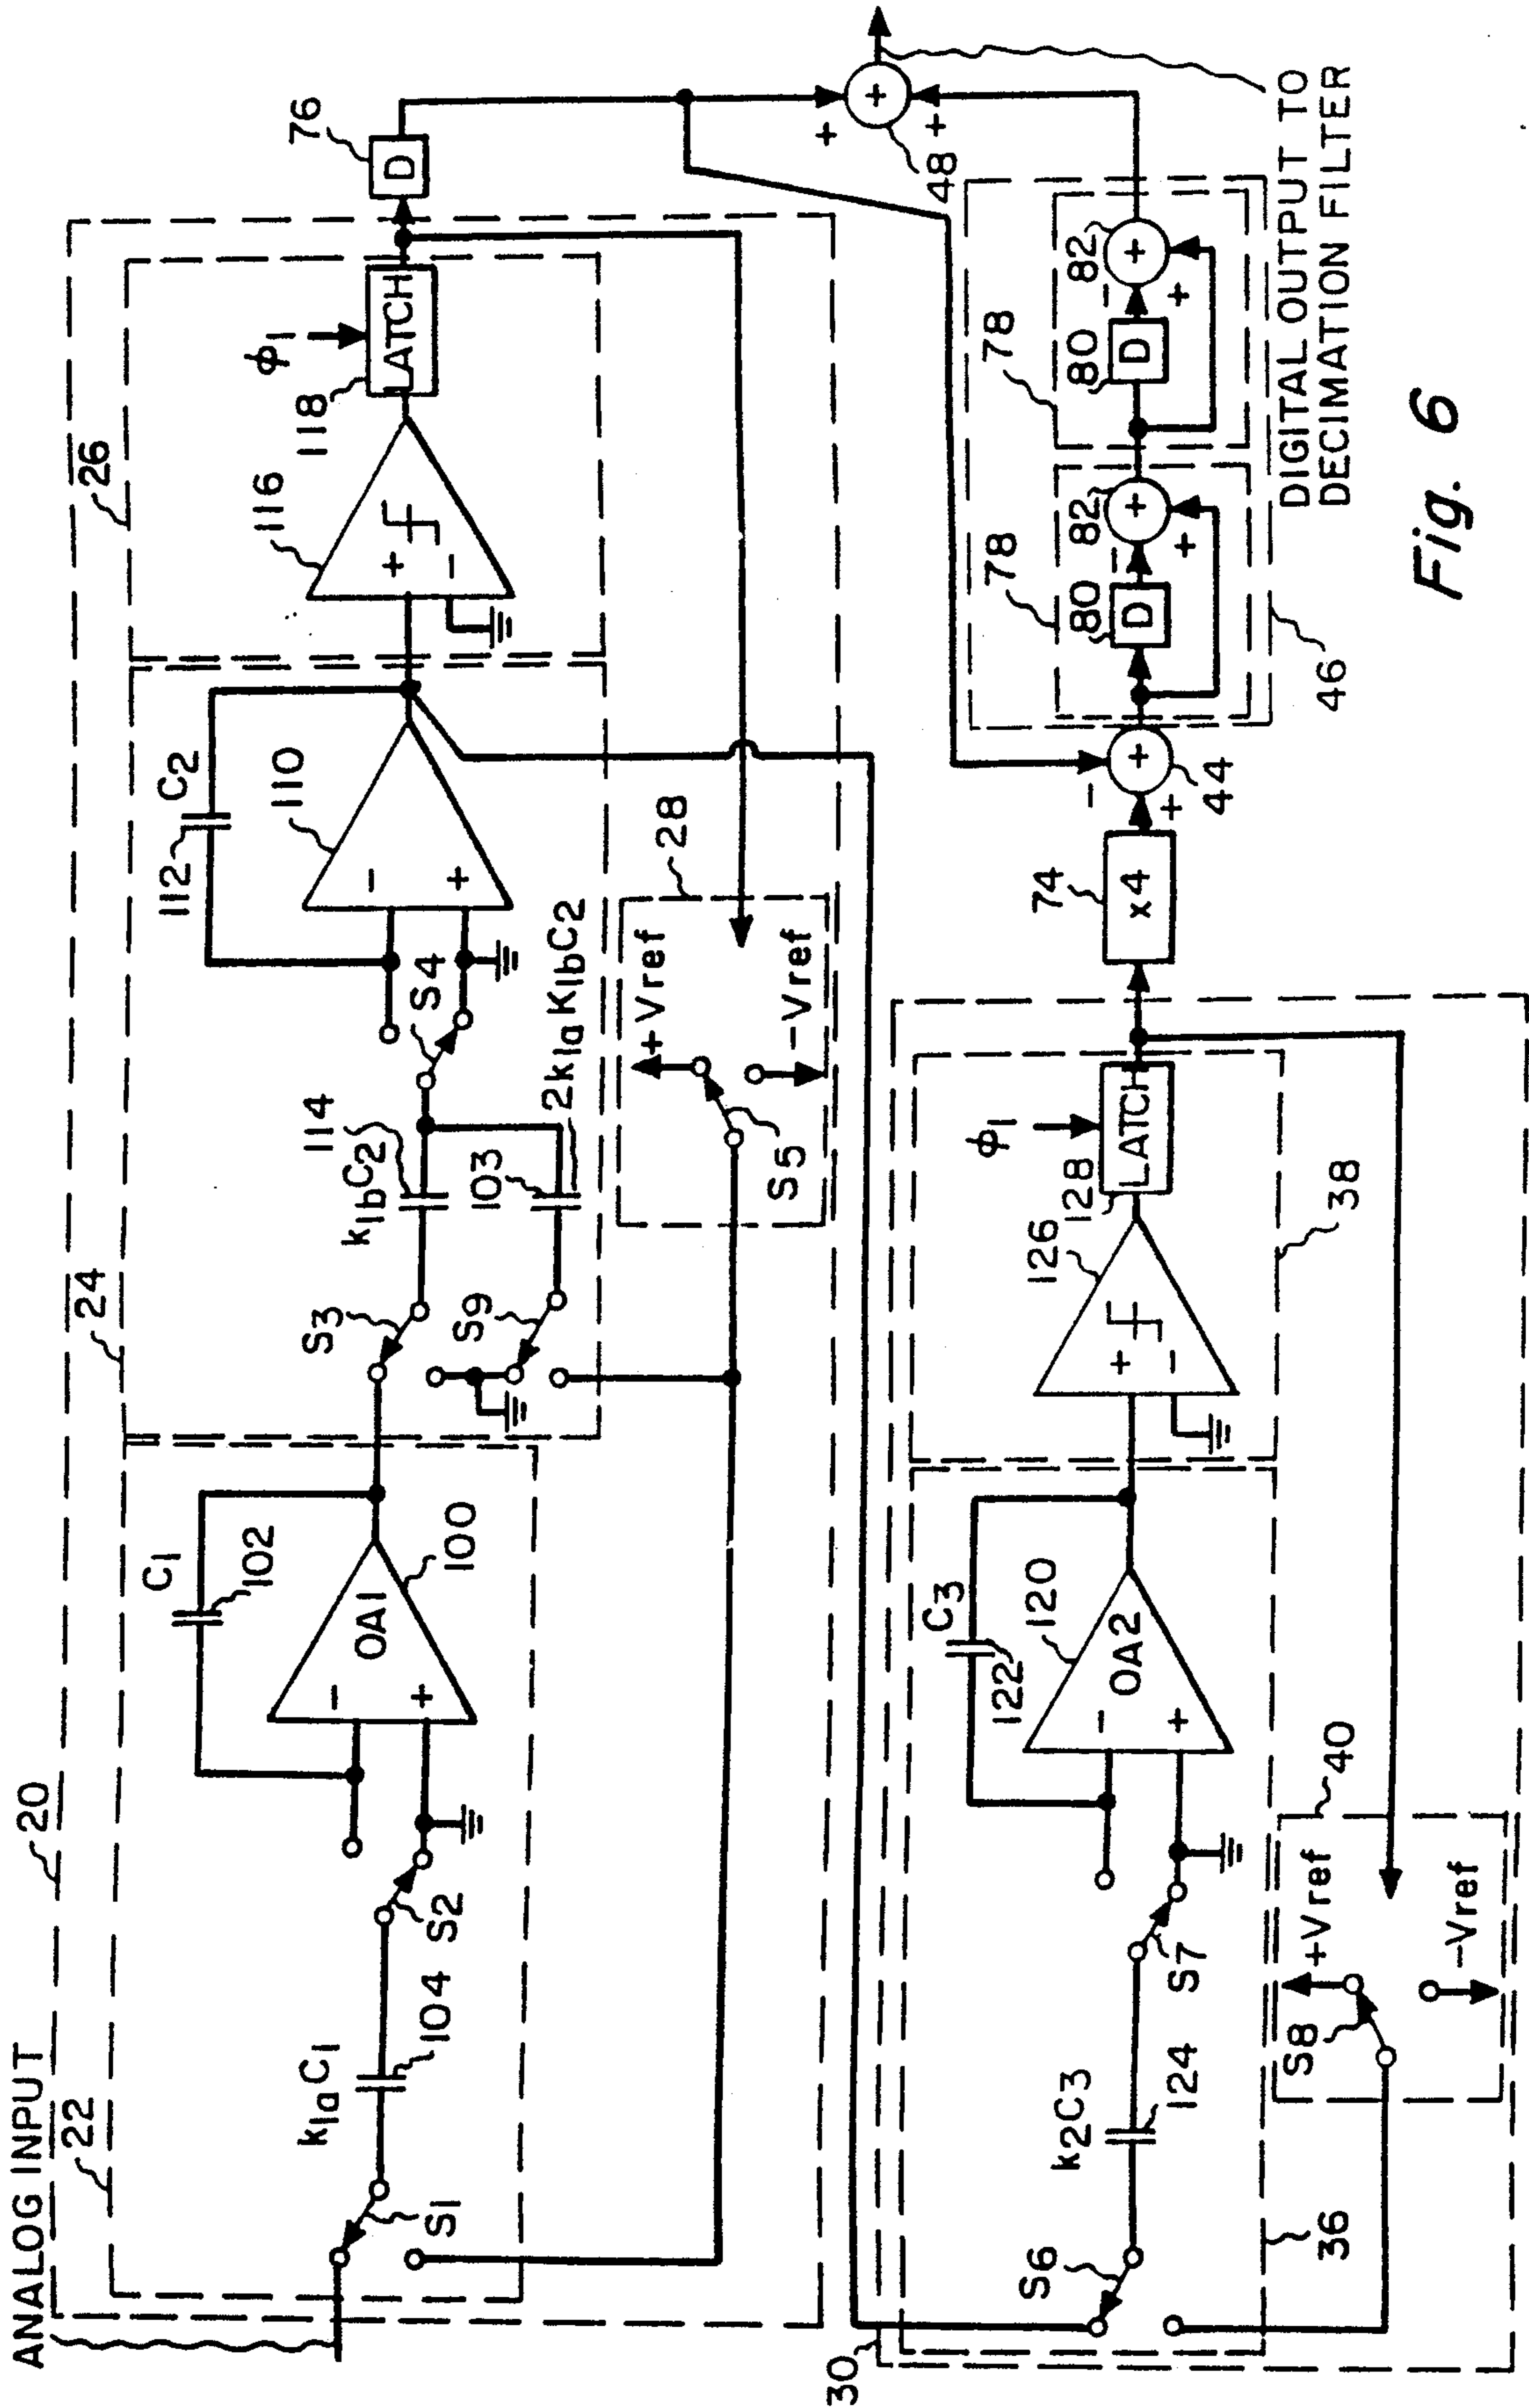 ANALOG INPUT
20
22
24
26
C1
102
OA1
-
+
100
k1aC1
104
S1
S2
S3
S4
S9
k1bC2
114
103
2k1aK1bC2
112
C2
110
-
+
116
+
-
118
ϕ1
LATCH
76
D
28
+Vref
-Vref
S5
+
+
+
48
30
S6
S7
k2C3
124
36
C3
122
OA2
120
-
+
40
+Vref
-Vref
S8
126
+
-
128
ϕ1
LATCH
38
74
x4
-
+
+
44
46
78
80
D
82
-
+
+
78
80
D
82
-
+
+
DIGITAL OUTPUT TO
DECIMATION FILTER
Fig. 6